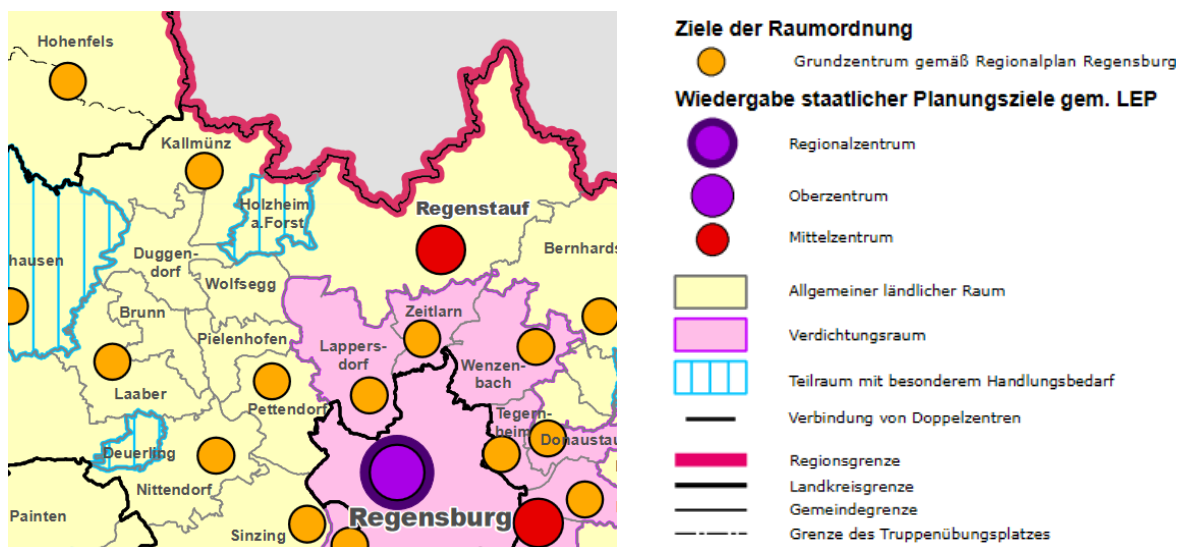 Hohenfels
Kallmünz
Holzheim
a.Forst
Regenstauf
Bernhards
hausen
Duggen-
dorf
Wolfsegg
Brunn
Zeitlarn
Pielenhofen
Lappers-
dorf
Wenzen-
bach
Laaber
Pettendorf
Tegern-
heim
Donaustau
Deuerling
Nittendorf
Painten
Sinzing
Regensburg
Ziele der Raumordnung
Grundzentrum gemäß Regionalplan Regensburg
Wiedergabe staatlicher Planungsziele gem. LEP
Regionalzentrum
Oberzentrum
Mittelzentrum
Allgemeiner ländlicher Raum
Verdichtungsraum
Teilraum mit besonderem Handlungsbedarf
Verbindung von Doppelzentren
Regionsgrenze
Landkreisgrenze
Gemeindegrenze
Grenze des Truppenübungsplatzes